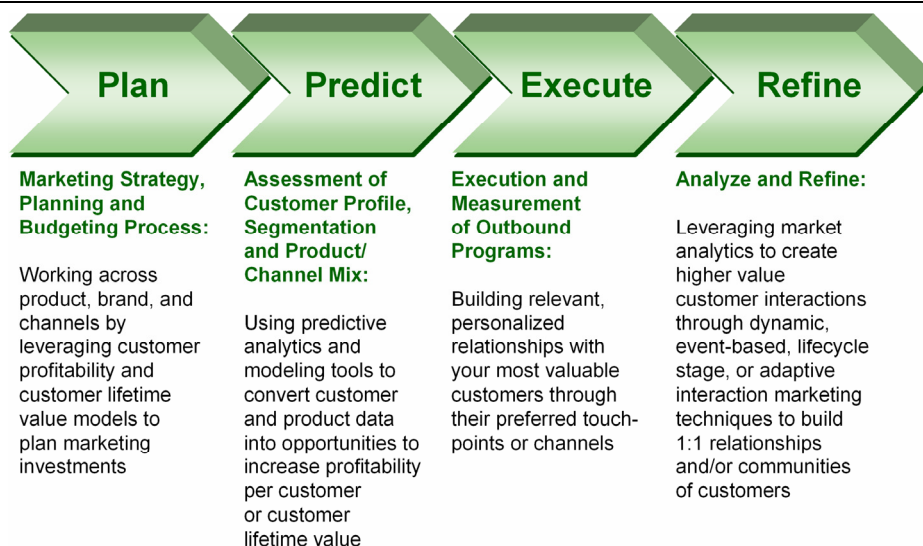 Plan
Predict
Execute
Refine
Marketing Strategy,
Planning and
Budgeting Process:
Working across
product, brand, and
channels by
leveraging customer
profitability and
customer lifetime
value models to
plan marketing
investments
Assessment of
Customer Profile,
Segmentation
and Product/
Channel Mix:
Using predictive
analytics and
modeling tools to
convert customer
and product data
into opportunities to
increase profitability
per customer
or customer
lifetime value
Execution and
Measurement
of Outbound
Programs:
Building relevant,
personalized
relationships with
your most valuable
customers through
their preferred touch-
points or channels
Analyze and Refine:
Leveraging market
analytics to create
higher value
customer interactions
through dynamic,
event-based, lifecycle
stage, or adaptive
interaction marketing
techniques to build
1:1 relationships
and/or communities
of customers